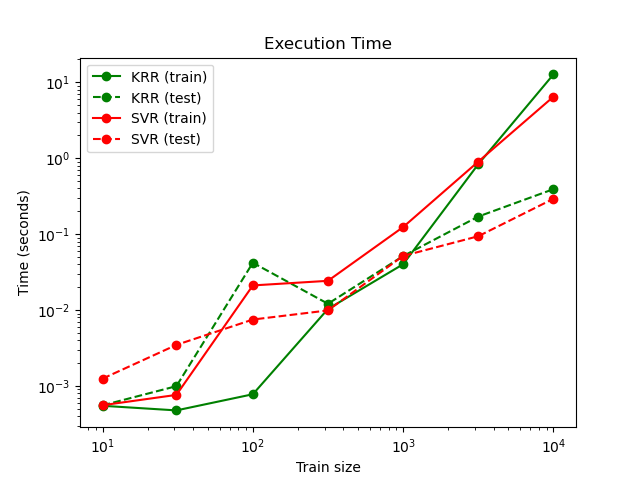 Execution Time
KRR (train)
KRR (test)
SVR (train)
SVR (test)
10¹
10⁰
10⁻¹
10⁻²
10⁻³
Time (seconds)
10¹ 10² 10³ 10⁴
Train size